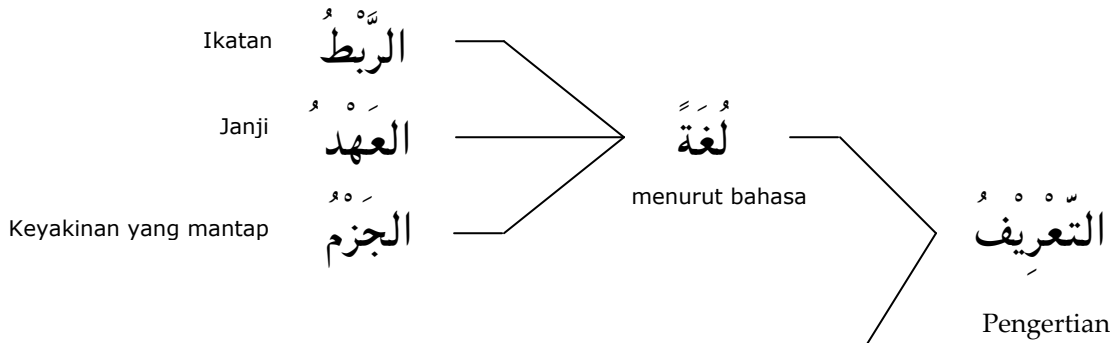 Ikatan الرَّبْطُ
Janji العَهْدُ
لُغَةً
menurut bahasa
Keyakinan yang mantap الجَزْمُ
التَّعْرِيْفُ
Pengertian